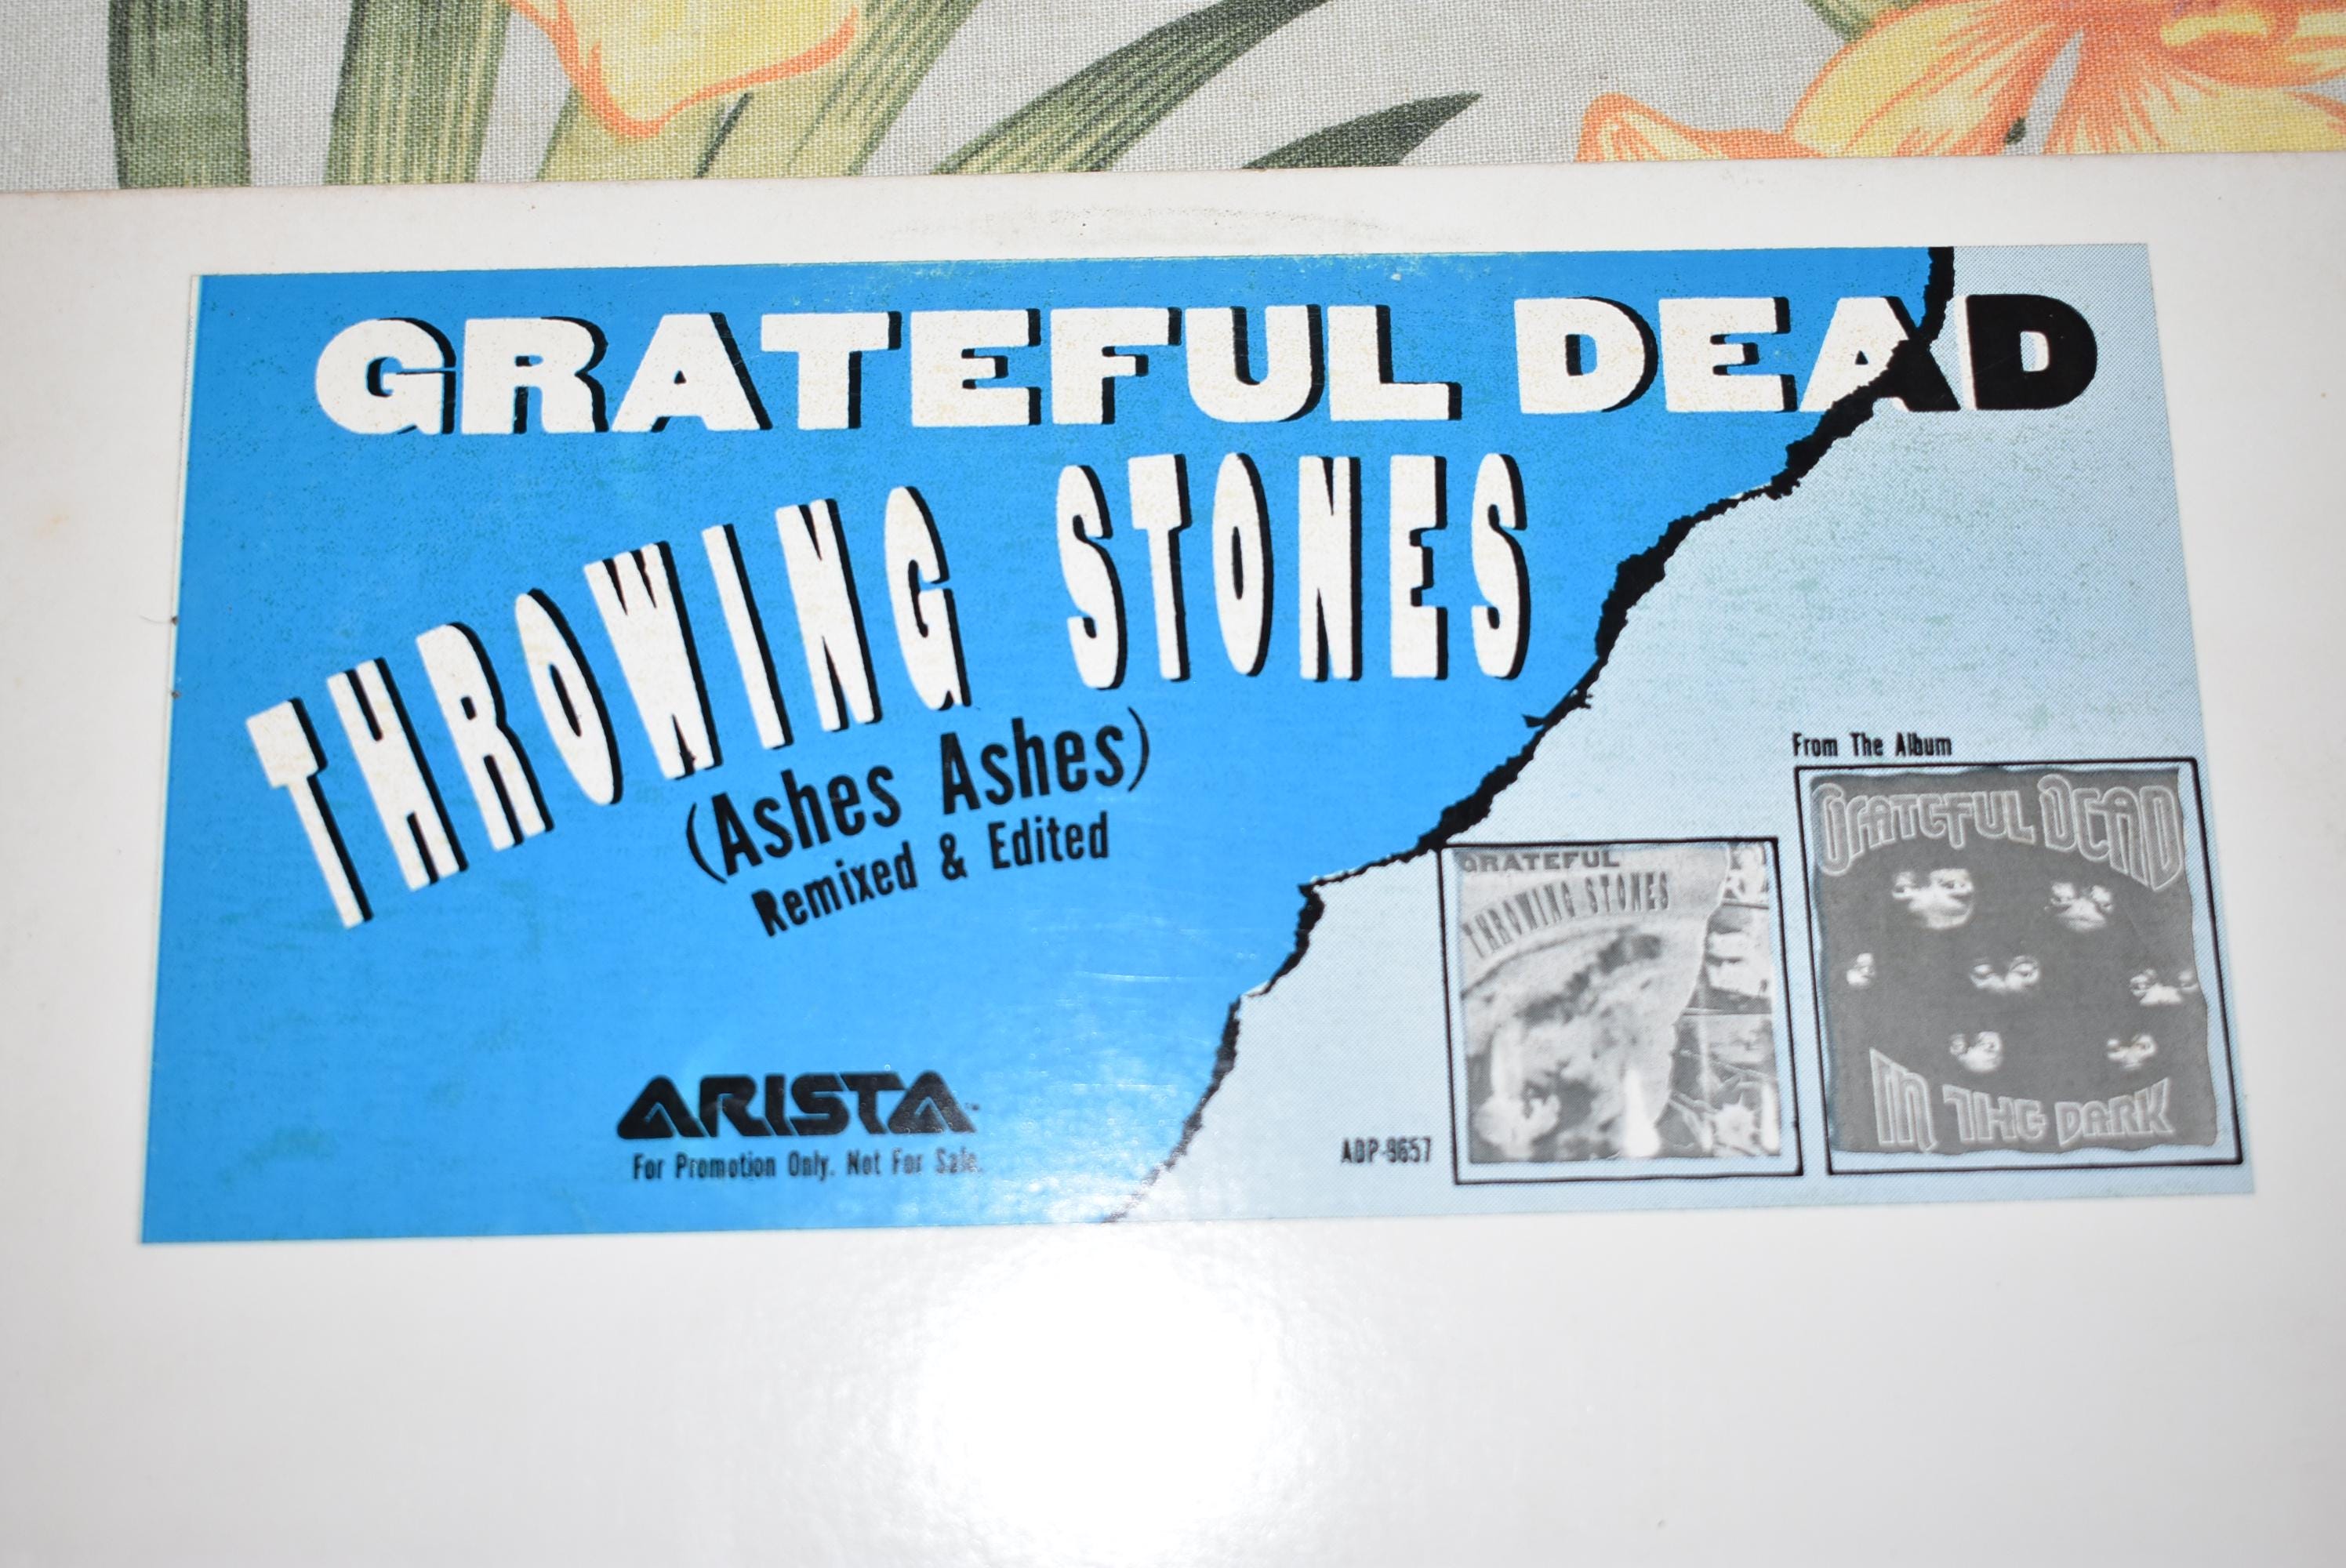 GRATEFUL DEAD
THROWING STONES
(Ashes Ashes)
Remixed & Edited
ARISTA
For Promotion Only. Not For Sale.
ADP-9657
GRATEFUL
THROWING STONES
From The Album
GRATEFUL DEAD
IN THE DARK